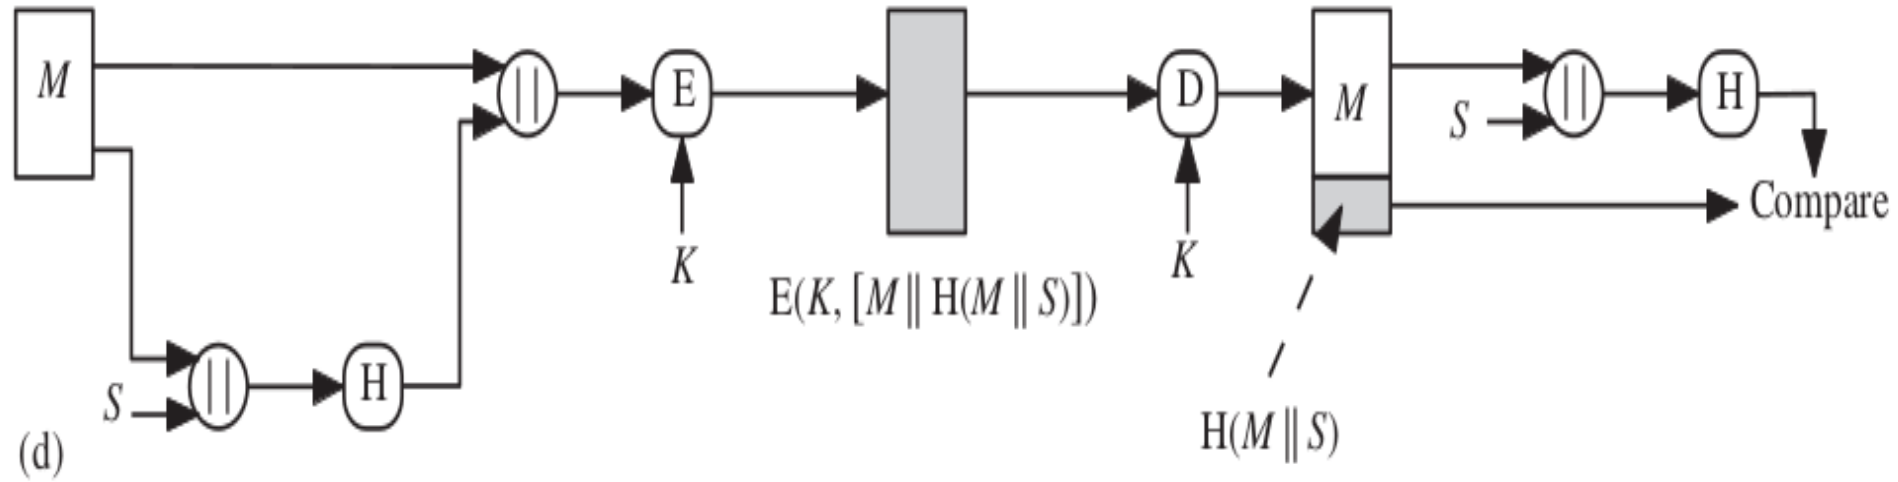 M
||
E
D
M
S
||
H
K
K
Compare
E(K, [M || H(M || S)])
S
||
H
H(M || S)
(d)